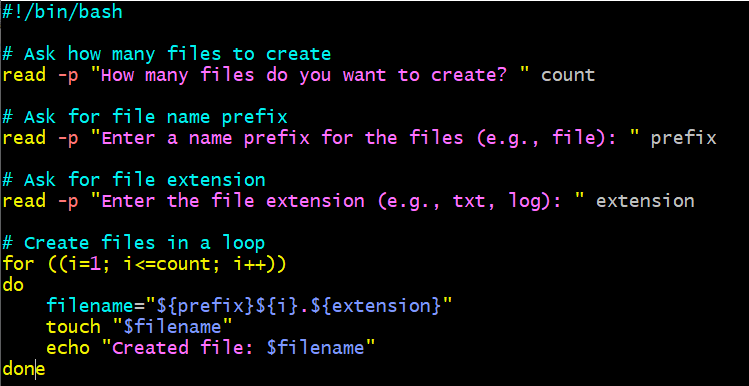 #!/bin/bash
# Ask how many files to create
read -p "How many files do you want to create? " count
# Ask for file name prefix
read -p "Enter a name prefix for the files (e.g., file): " prefix
# Ask for file extension
read -p "Enter the file extension (e.g., txt, log): " extension
# Create files in a loop
for ((i=1; i<=count; i++))
do
    filename="${prefix}${i}.${extension}"
    touch "$filename"
    echo "Created file: $filename"
done